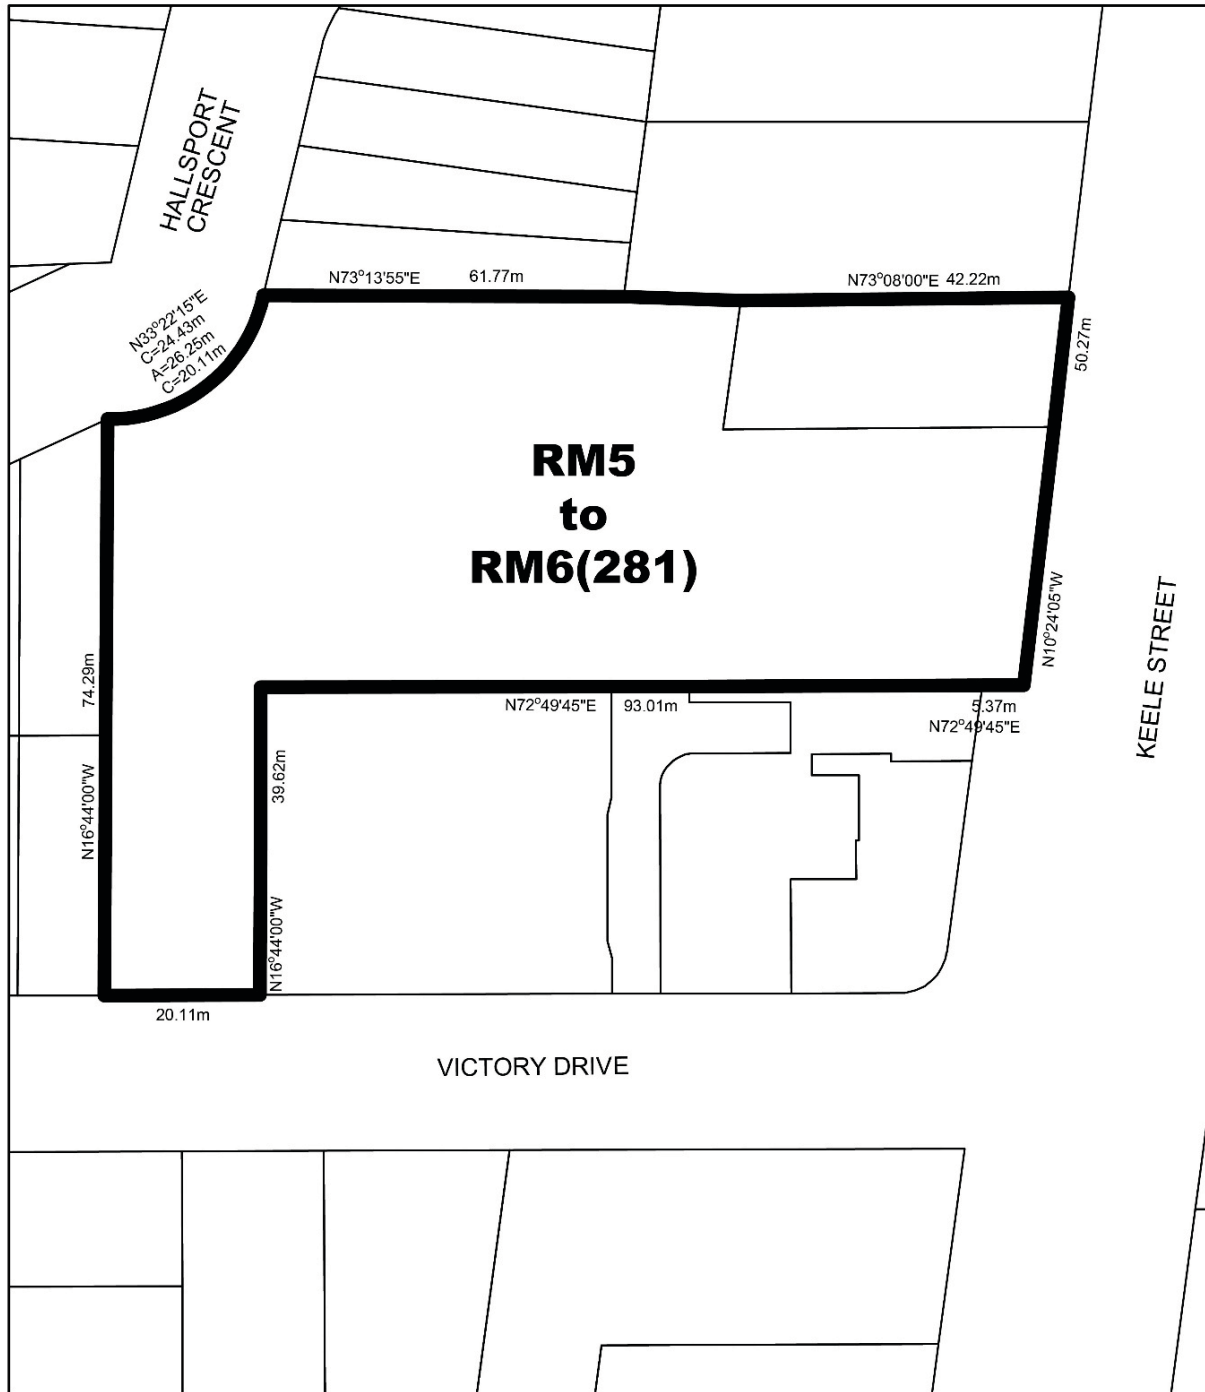 HALLSPORT
CRESCENT
N73°13'55"E 61.77m
N73°08'00"E 42.22m
N33°22'15"E
C=24.43m
A=26.25m
C=20.11m
50.27m
RM5
to
RM6(281)
N10°24'05"W
KEELE STREET
74.29m
N16°44'00"W
N72°49'45"E 93.01m
5.37m
N72°49'45"E
39.62m
N16°44'00"W
20.11m
VICTORY DRIVE